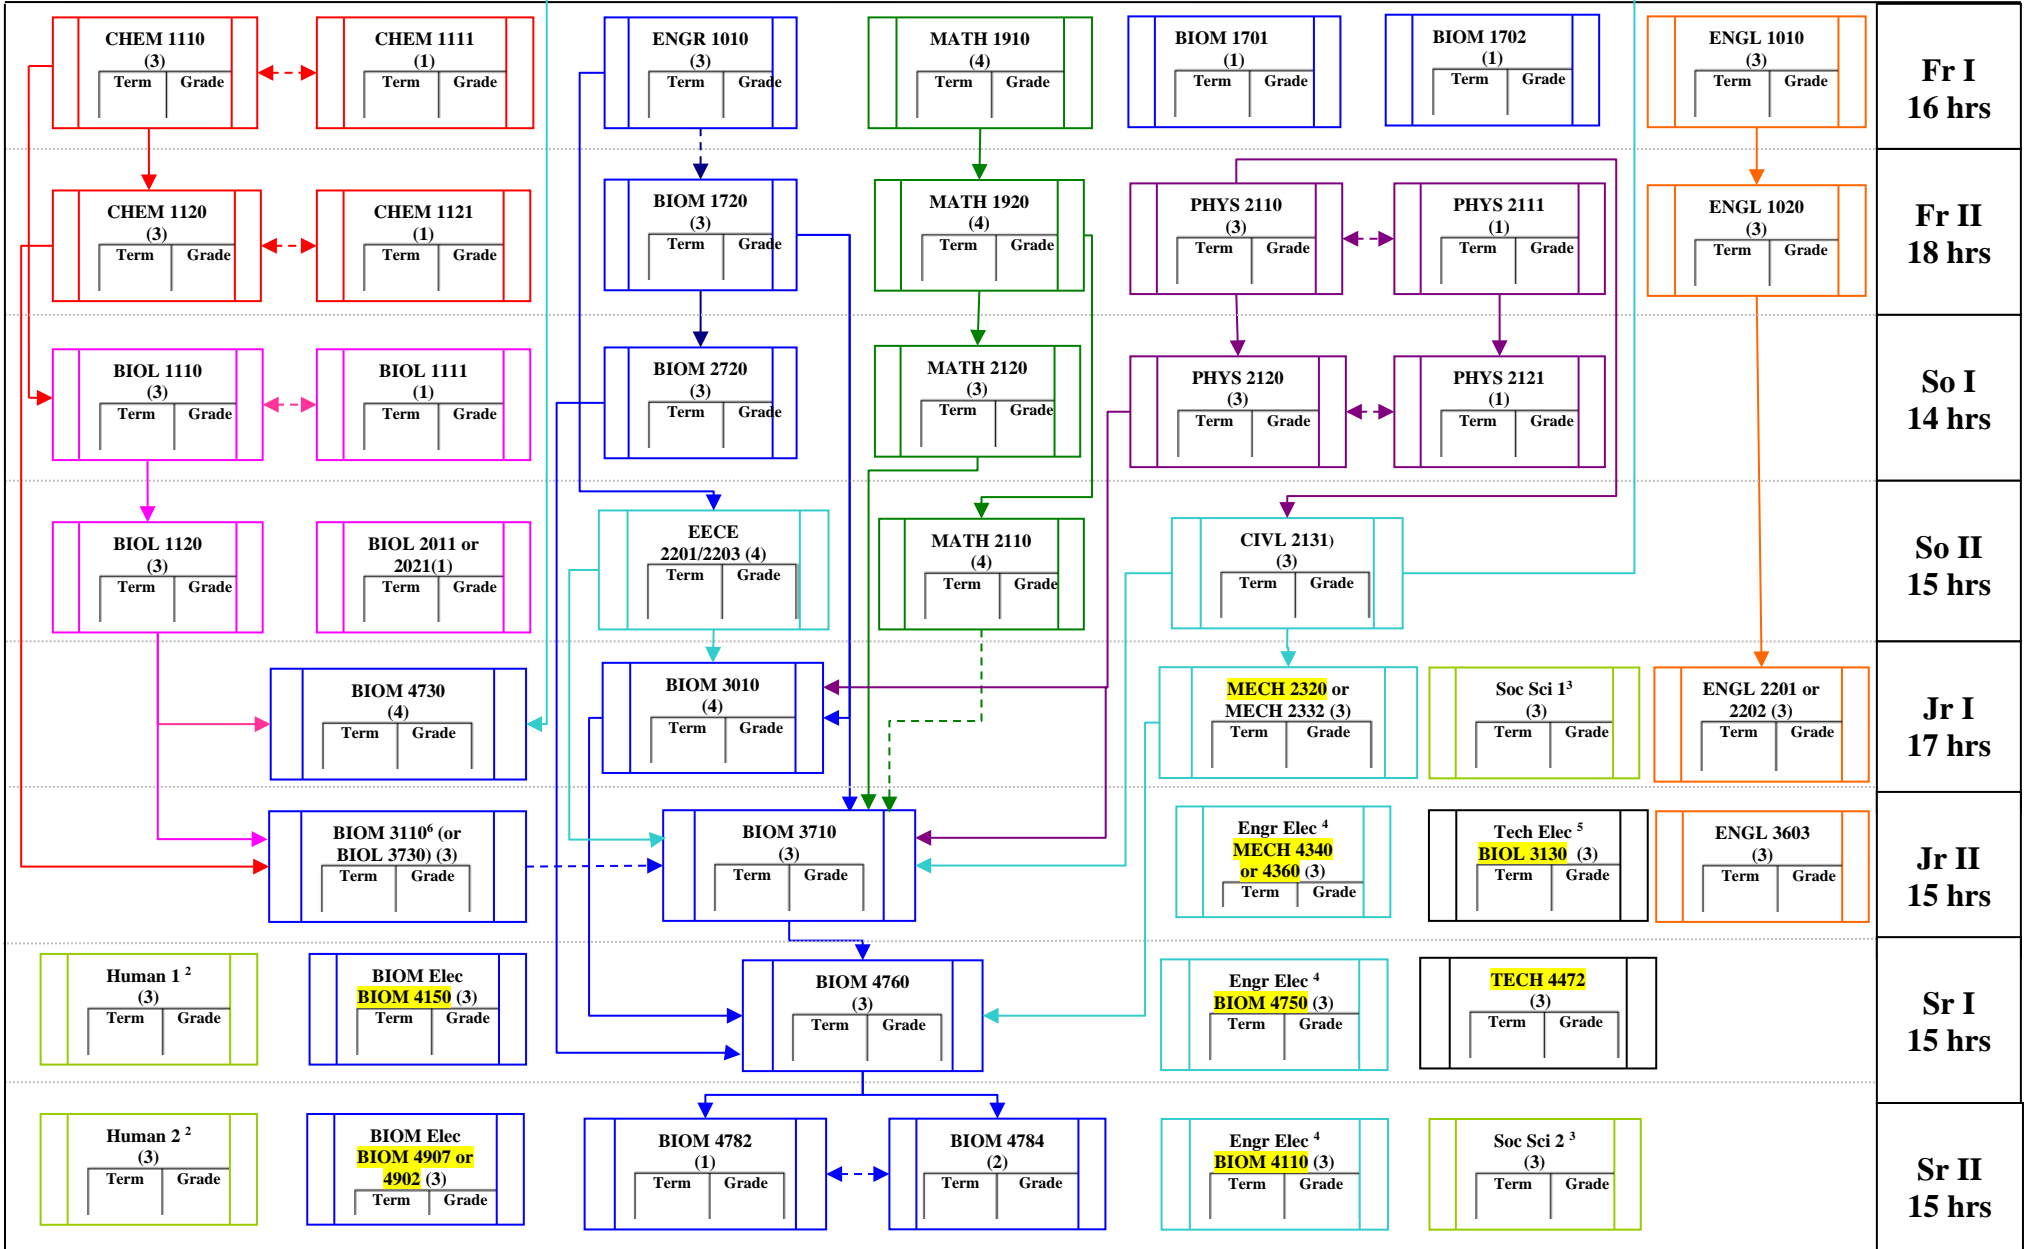 CHEM 1110
(3)
Term Grade
CHEM 1111
(1)
Term Grade
ENGR 1010
(3)
Term Grade
MATH 1910
(4)
Term Grade
BIOM 1701
(1)
Term Grade
BIOM 1702
(1)
Term Grade
ENGL 1010
(3)
Term Grade
Fr I
16 hrs
CHEM 1120
(3)
Term Grade
CHEM 1121
(1)
Term Grade
BIOM 1720
(3)
Term Grade
MATH 1920
(4)
Term Grade
PHYS 2110
(3)
Term Grade
PHYS 2111
(1)
Term Grade
ENGL 1020
(3)
Term Grade
Fr II
18 hrs
BIOL 1110
(3)
Term Grade
BIOL 1111
(1)
Term Grade
BIOM 2720
(3)
Term Grade
MATH 2120
(3)
Term Grade
PHYS 2120
(3)
Term Grade
PHYS 2121
(1)
Term Grade
So I
14 hrs
BIOL 1120
(3)
Term Grade
BIOL 2011 or
2021(1)
Term Grade
EECE
2201/2203 (4)
Term Grade
MATH 2110
(4)
Term Grade
CIVL 2131)
(3)
Term Grade
So II
15 hrs
BIOM 4730
(4)
Term Grade
BIOM 3010
(4)
Term Grade
MECH 2320 or
MECH 2332 (3)
Term Grade
Soc Sci 1³
(3)
Term Grade
ENGL 2201 or
2202 (3)
Term Grade
Jr I
17 hrs
BIOM 3110⁶ (or
BIOL 3730) (3)
Term Grade
BIOM 3710
(3)
Term Grade
Engr Elec ⁴
MECH 4340
or 4360 (3)
Term Grade
Tech Elec ⁵
BIOL 3130 (3)
Term Grade
ENGL 3603
(3)
Term Grade
Jr II
15 hrs
Human 1 ²
(3)
Term Grade
BIOM Elec
BIOM 4150 (3)
Term Grade
BIOM 4760
(3)
Term Grade
Engr Elec ⁴
BIOM 4750 (3)
Term Grade
TECH 4472
(3)
Term Grade
Sr I
15 hrs
Human 2 ²
(3)
Term Grade
BIOM Elec
BIOM 4907 or
4902 (3)
Term Grade
BIOM 4782
(1)
Term Grade
BIOM 4784
(2)
Term Grade
Engr Elec ⁴
BIOM 4110 (3)
Term Grade
Soc Sci 2 ³
(3)
Term Grade
Sr II
15 hrs